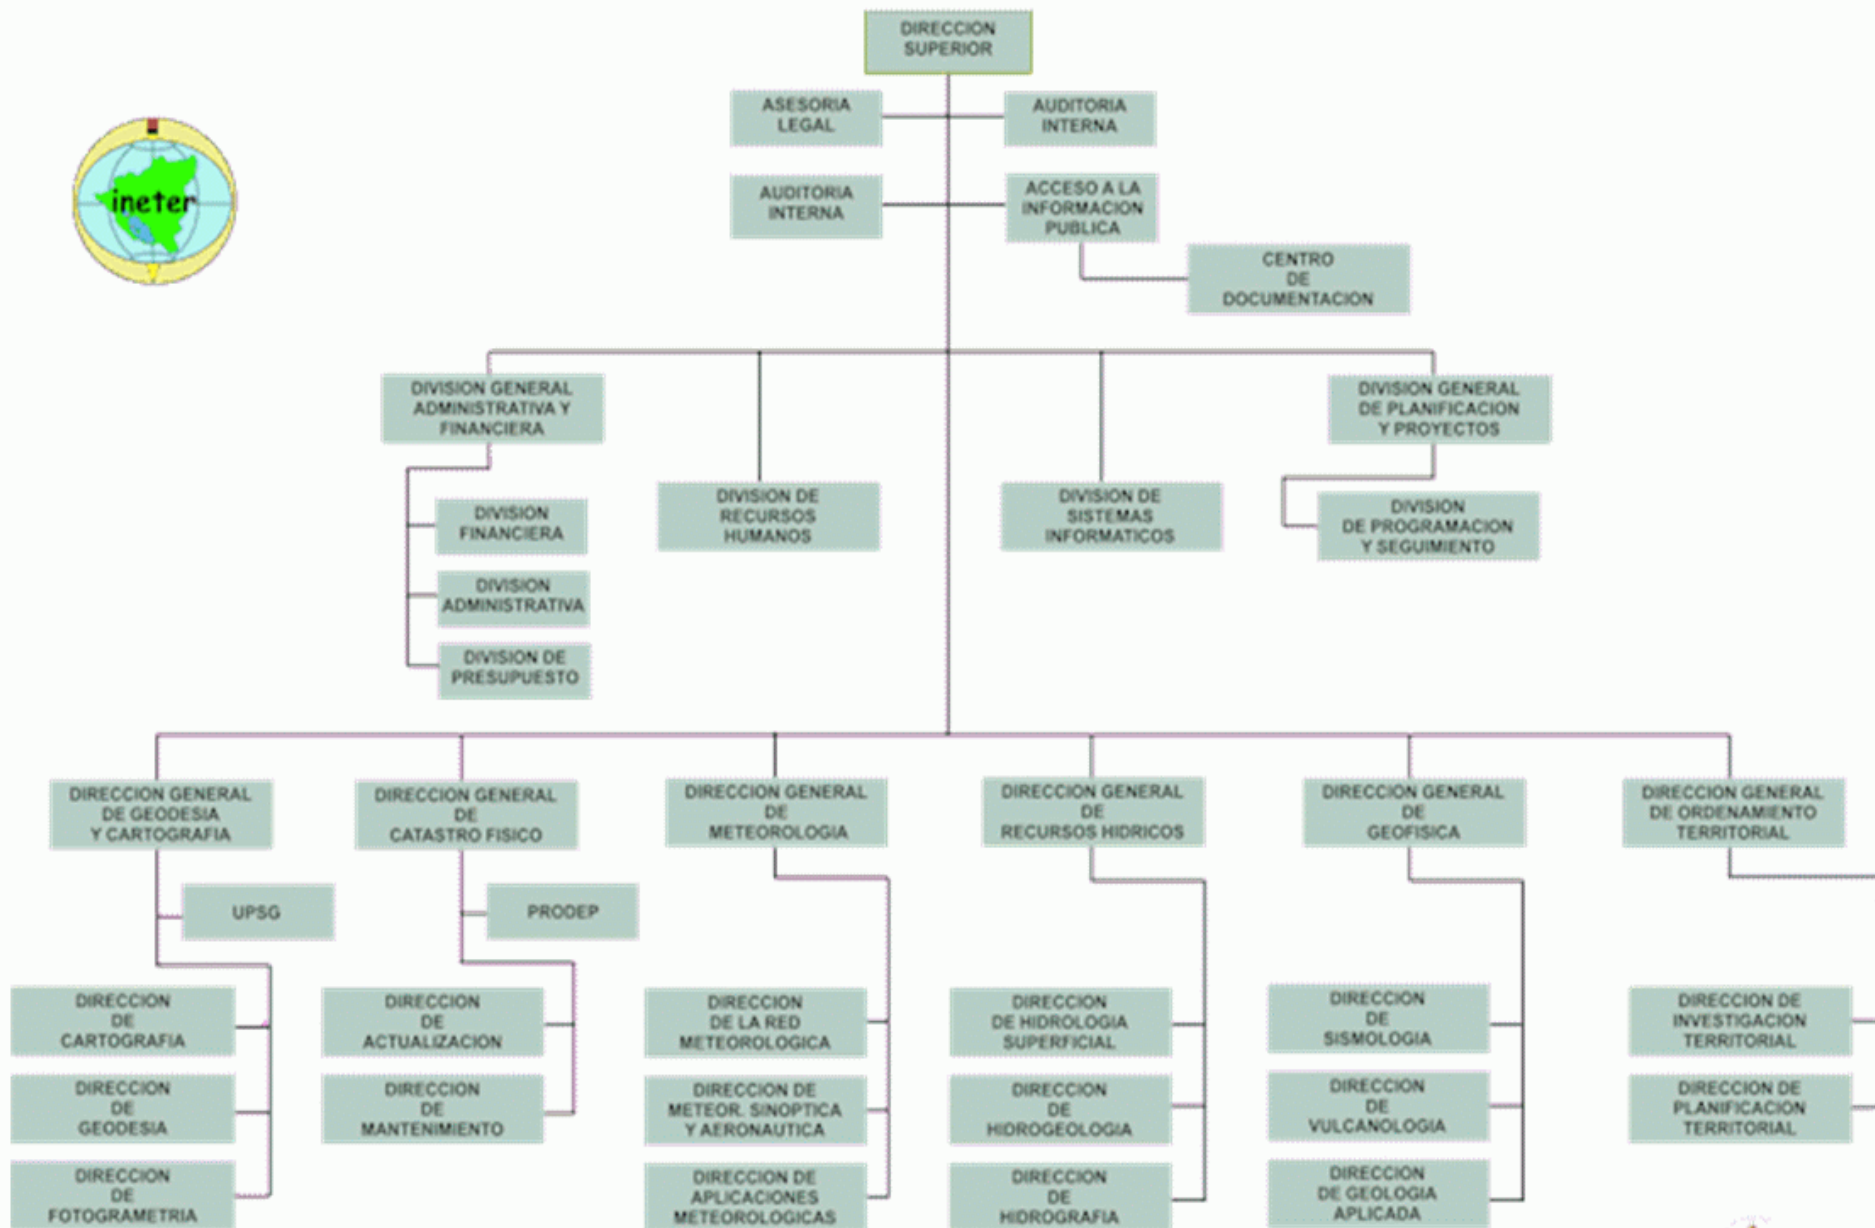 DIRECCION
SUPERIOR
ASESORIA
LEGAL
AUDITORIA
INTERNA
ineter
AUDITORIA
INTERNA
ACCESO A LA
INFORMACION
PUBLICA
CENTRO
DE
DOCUMENTACION
DIVISION GENERAL
ADMINISTRATIVA Y
FINANCIERA
DIVISION GENERAL
DE PLANIFICACION
Y PROYECTOS
DIVISION
FINANCIERA
DIVISION DE
RECURSOS
HUMANOS
DIVISION DE
SISTEMAS
INFORMATICOS
DIVISION
DE PROGRAMACION
Y SEGUIMIENTO
DIVISION
ADMINISTRATIVA
DIVISION DE
PRESUPUESTO
DIRECCION GENERAL
DE GEODESIA
Y CARTOGRAFIA
DIRECCION GENERAL
DE
CATASTRO FISICO
DIRECCION GENERAL
DE
METEOROLOGIA
DIRECCION GENERAL
DE
RECURSOS HIDRICOS
DIRECCION GENERAL
DE
GEOFISICA
DIRECCION GENERAL
DE ORDENAMIENTO
TERRITORIAL
UPSG
PRODEP
DIRECCION
DE
CARTOGRAFIA
DIRECCION
DE
ACTUALIZACION
DIRECCION
DE LA RED
METEOROLOGICA
DIRECCION
DE HIDROLOGIA
SUPERFICIAL
DIRECCION
DE
SISMOLOGIA
DIRECCION DE
INVESTIGACION
TERRITORIAL
DIRECCION
DE
GEODESIA
DIRECCION
DE
MANTENIMIENTO
DIRECCION DE
METEOR. SINOPTICA
Y AERONAUTICA
DIRECCION
DE
HIDROGEOLOGIA
DIRECCION
DE
VULCANOLOGIA
DIRECCION DE
PLANIFICACION
TERRITORIAL
DIRECCION
DE
FOTOGRAMETRIA
DIRECCION DE
APLICACIONES
METEOROLOGICAS
DIRECCION
DE
HIDROGRAFIA
DIRECCION
DE GEOLOGIA
APLICADA